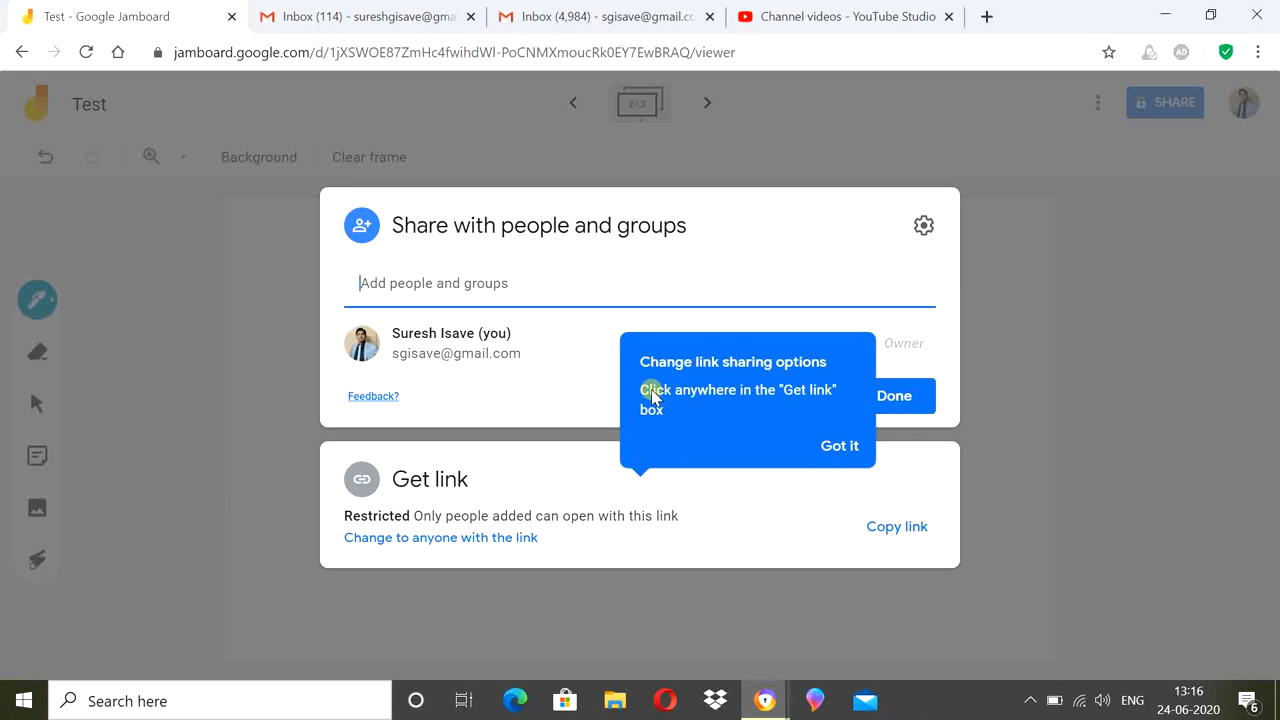 Test - Google Jamboard
Inbox (114) - sureshgisave@gma
Inbox (4,984) - sgisave@gmail.co
Channel videos - YouTube Studio
jamboard.google.com/d/1jXSWOE87ZmHc4fwihdWI-PoCNMXmoucRk0EY7EwBRAQ/viewer
Test
2/3
SHARE
Background
Clear frame
Share with people and groups
Add people and groups
Suresh Isave (you)
sgisave@gmail.com
Owner
Change link sharing options
Click anywhere in the "Get link"
box
Got it
Feedback?
Done
Get link
Restricted Only people added can open with this link
Change to anyone with the link
Copy link
Search here
ENG
13:16
24-06-2020
6